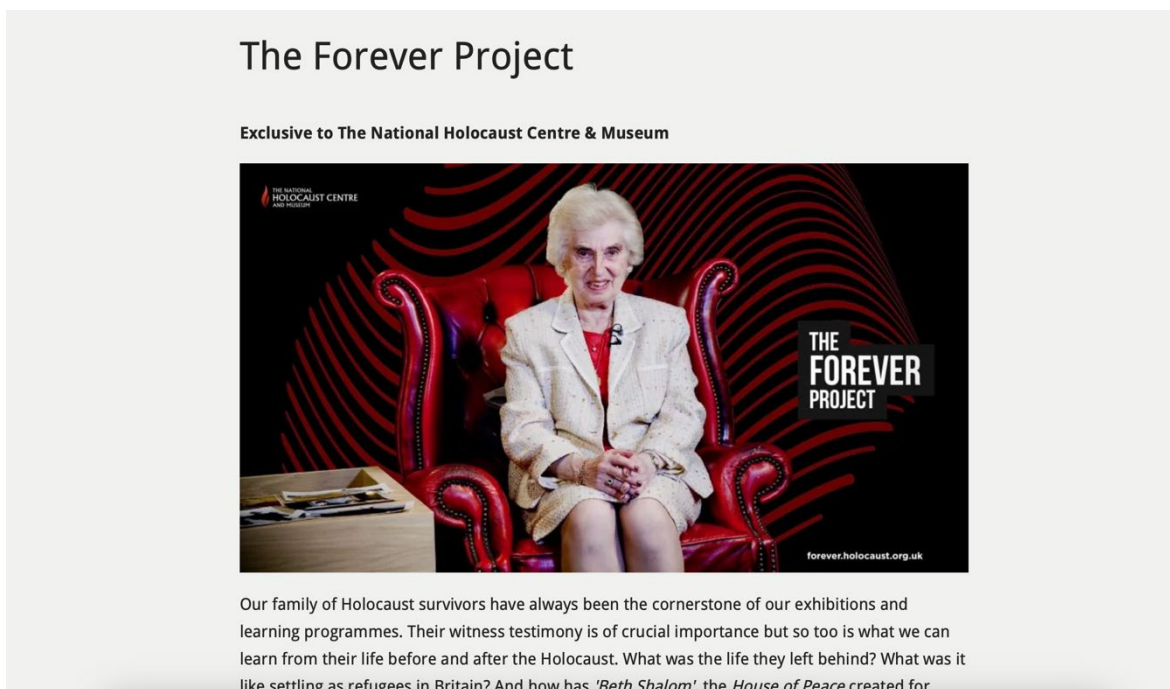 The Forever Project
Exclusive to The National Holocaust Centre & Museum
THE NATIONAL
HOLOCAUST CENTRE
AND MUSEUM
THE
FOREVER
PROJECT
forever.holocaust.org.uk
Our family of Holocaust survivors have always been the cornerstone of our exhibitions and
learning programmes. Their witness testimony is of crucial importance but so too is what we can
learn from their life before and after the Holocaust. What was the life they left behind? What was it
like settling as refugees in Britain? And how has 'Beth Shalom', the House of Peace created for